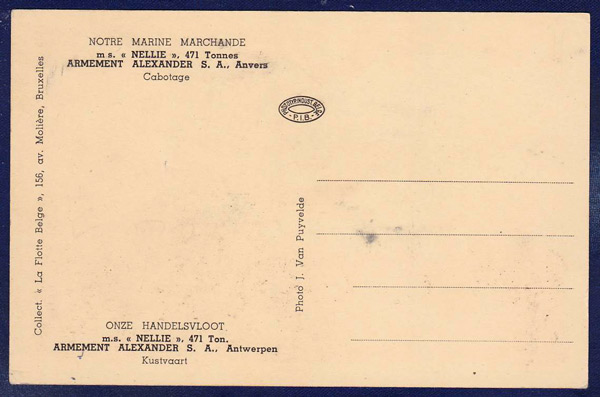 NOTRE MARINE MARCHANDE
m s. « NELLIE », 471 Tonnes
ARMEMENT ALEXANDER S. A., Anvers
Cabotage
Collect. « La Flotte Belge », 156, av. Molière, Bruxelles
- P.I.B -
Photo J. Van Puyvelde
ONZE HANDELSVLOOT
m.s. « NELLIE », 471 Ton.
ARMEMENT ALEXANDER S. A., Antwerpen
Kustvaart